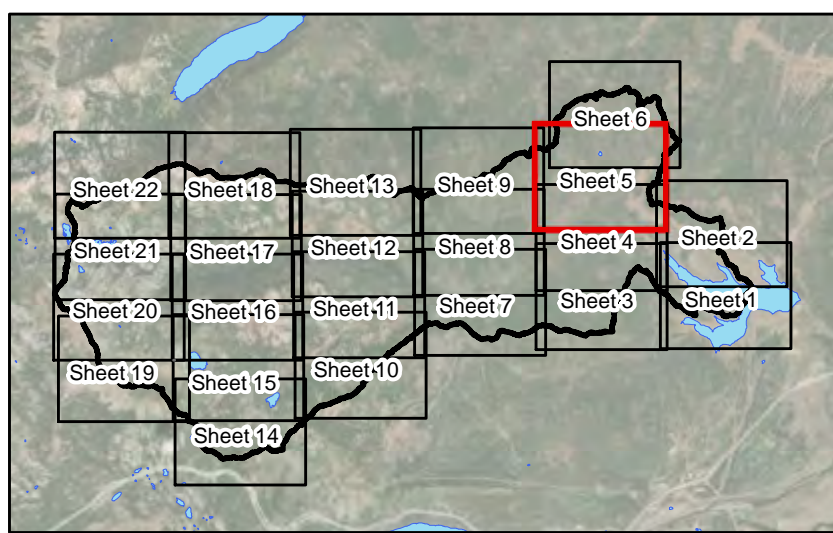 Sheet 6
Sheet 5
Sheet 22
Sheet 18
Sheet 13
Sheet 9
Sheet 4
Sheet 2
Sheet 21
Sheet 17
Sheet 12
Sheet 8
Sheet 20
Sheet 16
Sheet 11
Sheet 7
Sheet 3
Sheet 1
Sheet 19
Sheet 15
Sheet 10
Sheet 14